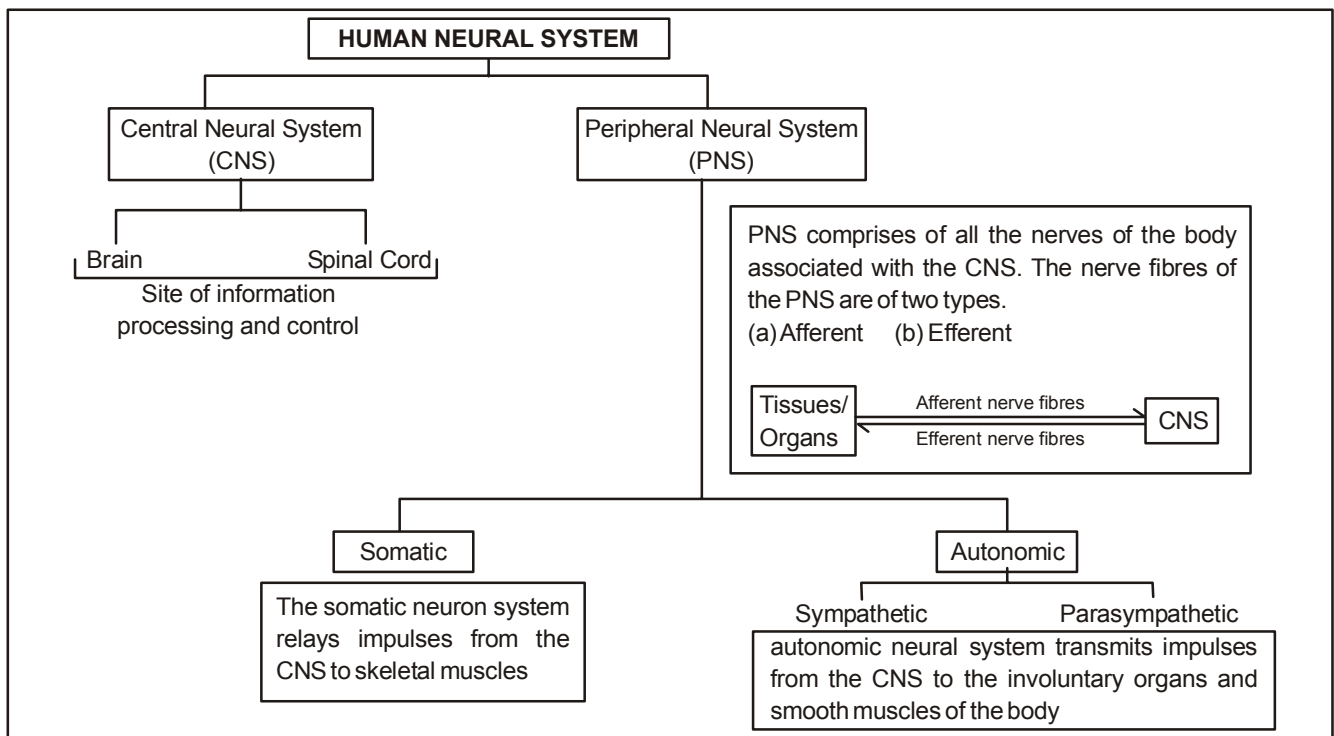 HUMAN NEURAL SYSTEM
Central Neural System
(CNS)
Peripheral Neural System
(PNS)
Brain
Spinal Cord
Site of information
processing and control
PNS comprises of all the nerves of the body
associated with the CNS. The nerve fibres of
the PNS are of two types.
(a) Afferent (b) Efferent
Tissues/
Organs
Afferent nerve fibres
Efferent nerve fibres
CNS
Somatic
The somatic neuron system
relays impulses from the
CNS to skeletal muscles
Autonomic
Sympathetic
Parasympathetic
autonomic neural system transmits impulses
from the CNS to the involuntary organs and
smooth muscles of the body